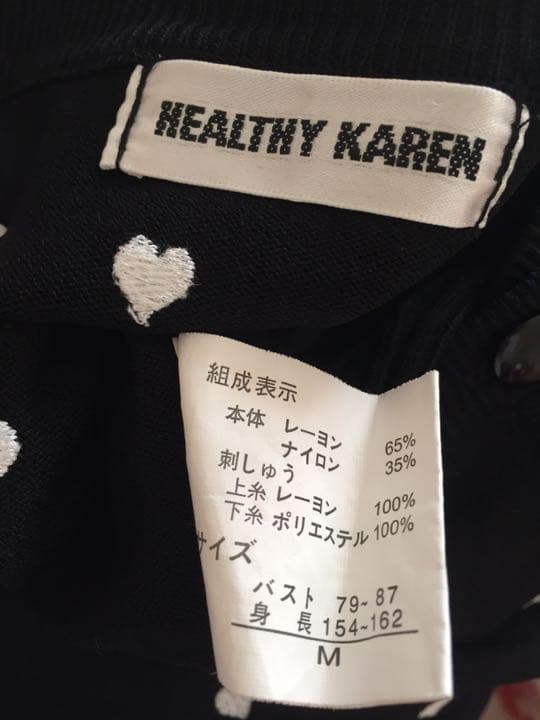 HEALTHY KAREN
組成表示
本体 レーヨン 65%
ナイロン 35%
刺しゅう
上糸 レーヨン 100%
下糸 ポリエステル 100%
サイズ
バスト 79~87
身長 154~162
M